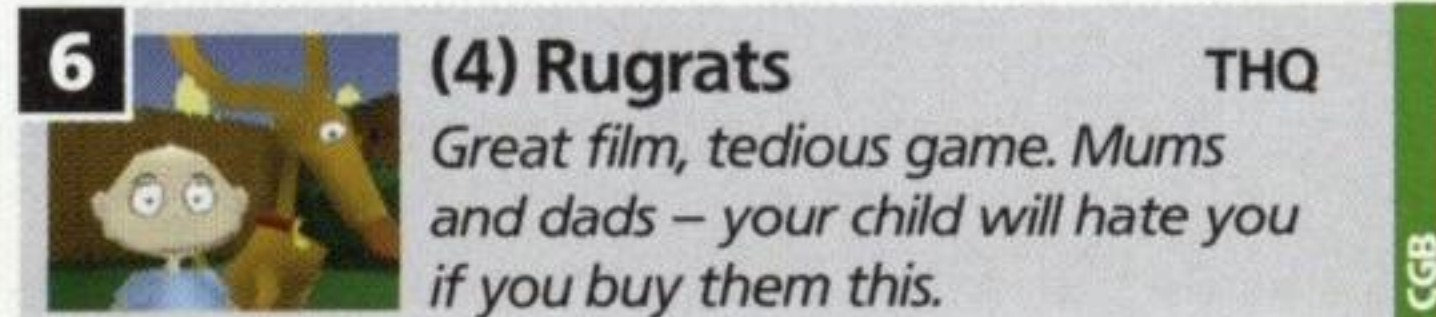 6
(4) Rugrats THQ
Great film, tedious game. Mums
and dads – your child will hate you
if you buy them this.
CGB